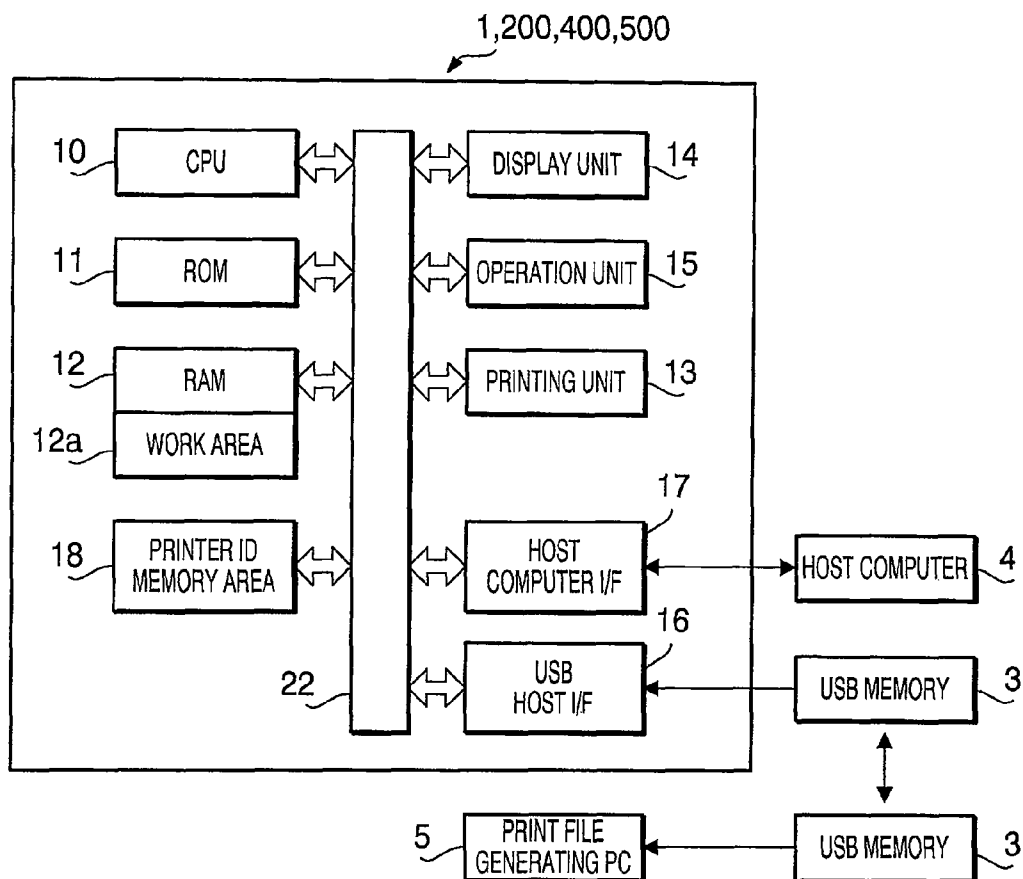 1,200,400,500
10
CPU
DISPLAY UNIT
14
11
ROM
OPERATION UNIT
15
12
RAM
PRINTING UNIT
13
12a
WORK AREA
17
18
PRINTER ID
MEMORY AREA
HOST
COMPUTER I/F
HOST COMPUTER
4
16
22
USB
HOST I/F
USB MEMORY
3
5
PRINT FILE
GENERATING PC
USB MEMORY
3